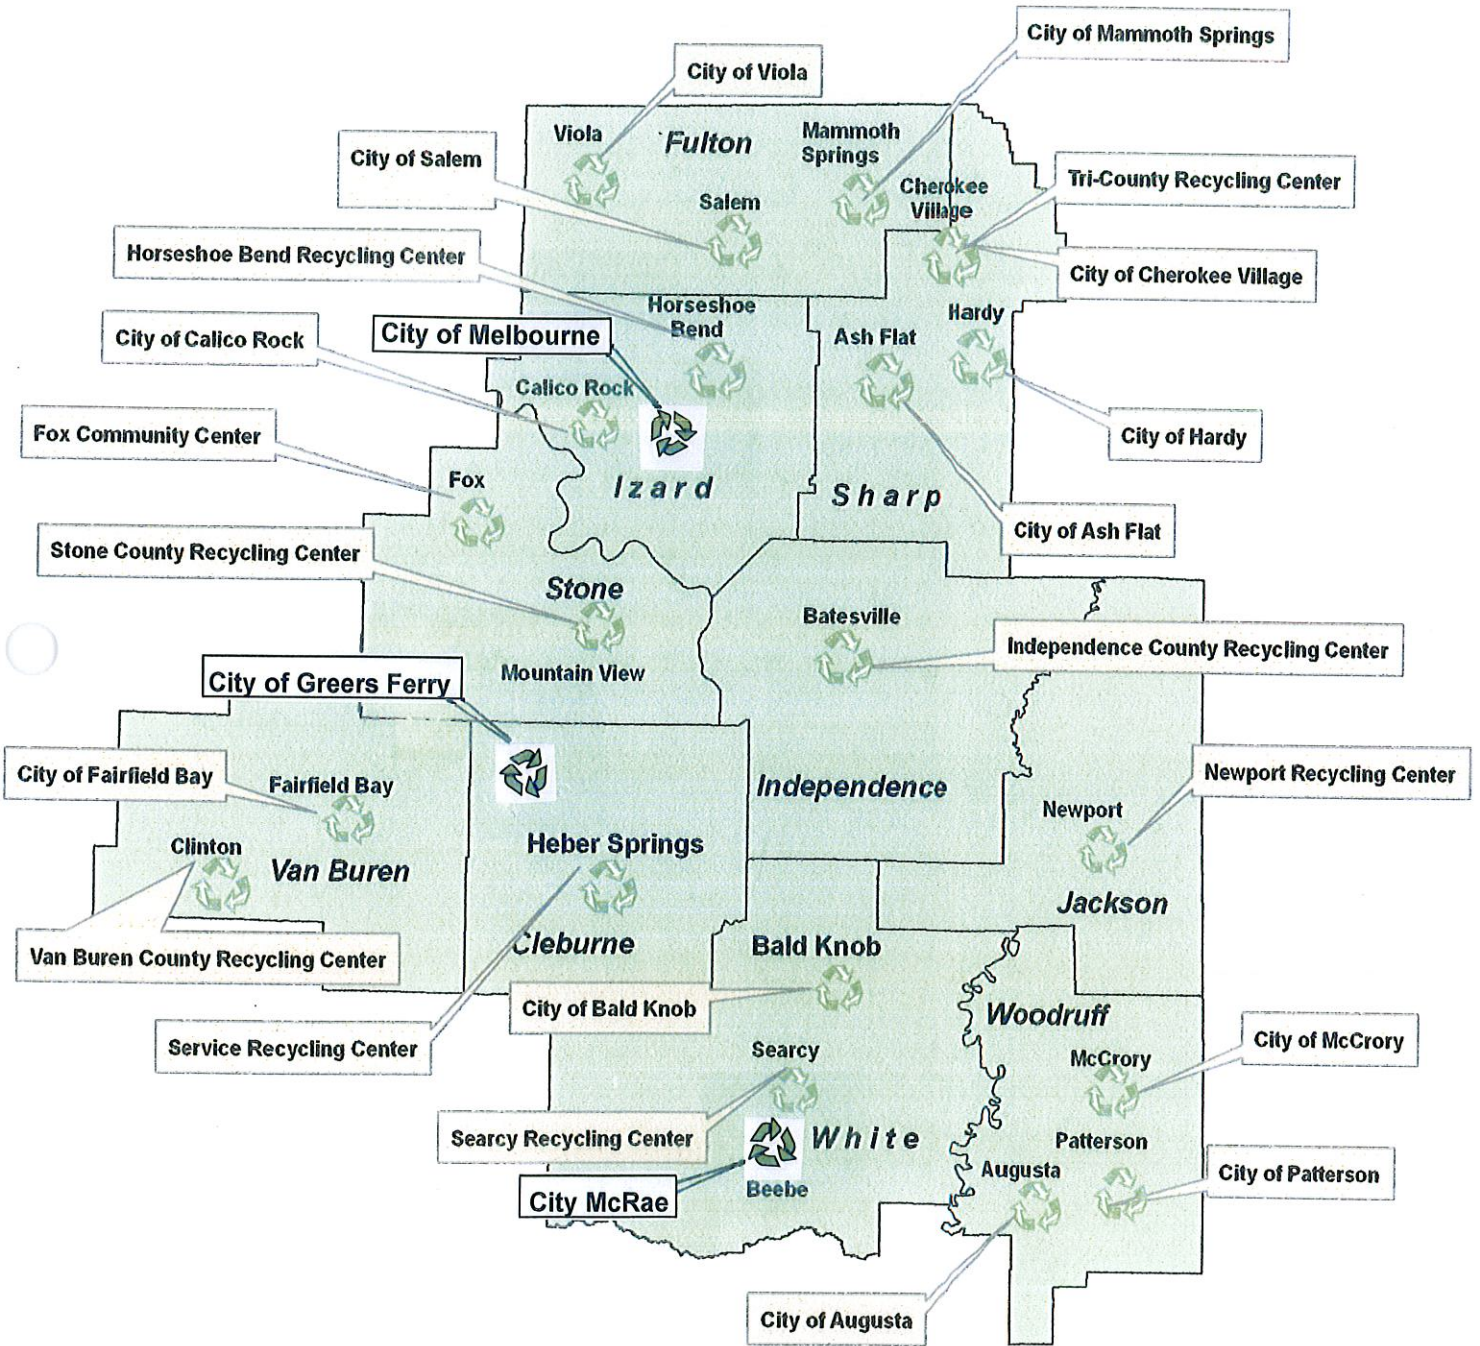 City of Mammoth Springs
City of Viola
Viola
Fulton
Mammoth
Springs
City of Salem
Salem
Cherokee
Village
Tri-County Recycling Center
Horseshoe Bend Recycling Center
City of Cherokee Village
Horseshoe
Bend
Hardy
City of Calico Rock
City of Melbourne
Ash Flat
Calico Rock
Fox Community Center
City of Hardy
Fox
Izard
Sharp
City of Ash Flat
Stone County Recycling Center
Stone
Batesville
Independence County Recycling Center
Mountain View
City of Greers Ferry
City of Fairfield Bay
Fairfield Bay
Independence
Newport Recycling Center
Newport
Clinton
Van Buren
Heber Springs
Jackson
Van Buren County Recycling Center
Cleburne
Bald Knob
City of Bald Knob
Woodruff
Service Recycling Center
Searcy
McCrory
City of McCrory
Searcy Recycling Center
White
Patterson
Augusta
City of Patterson
Beebe
City McRae
City of Augusta